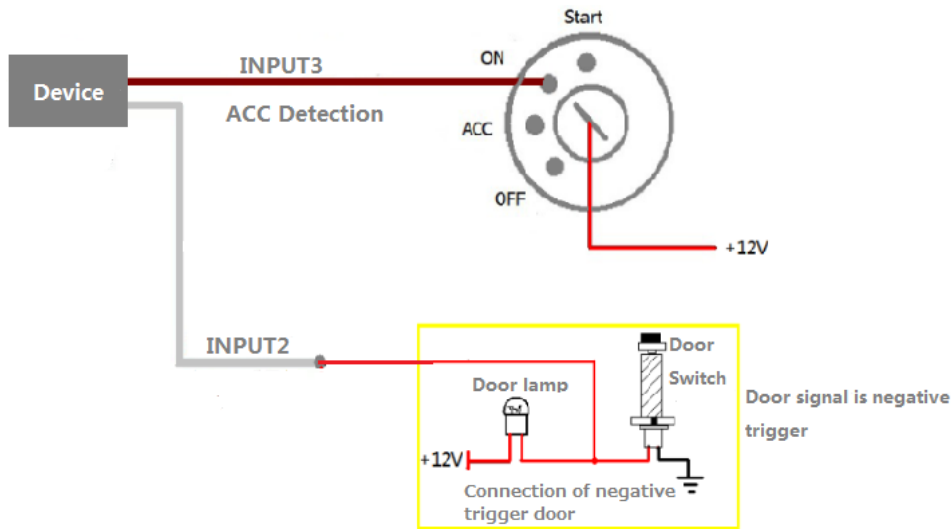 Start
ON
INPUT3
Device
ACC Detection
ACC
OFF
+12V
INPUT2
Door
Switch
Door lamp
Door signal is negative
trigger
+12V
Connection of negative
trigger door